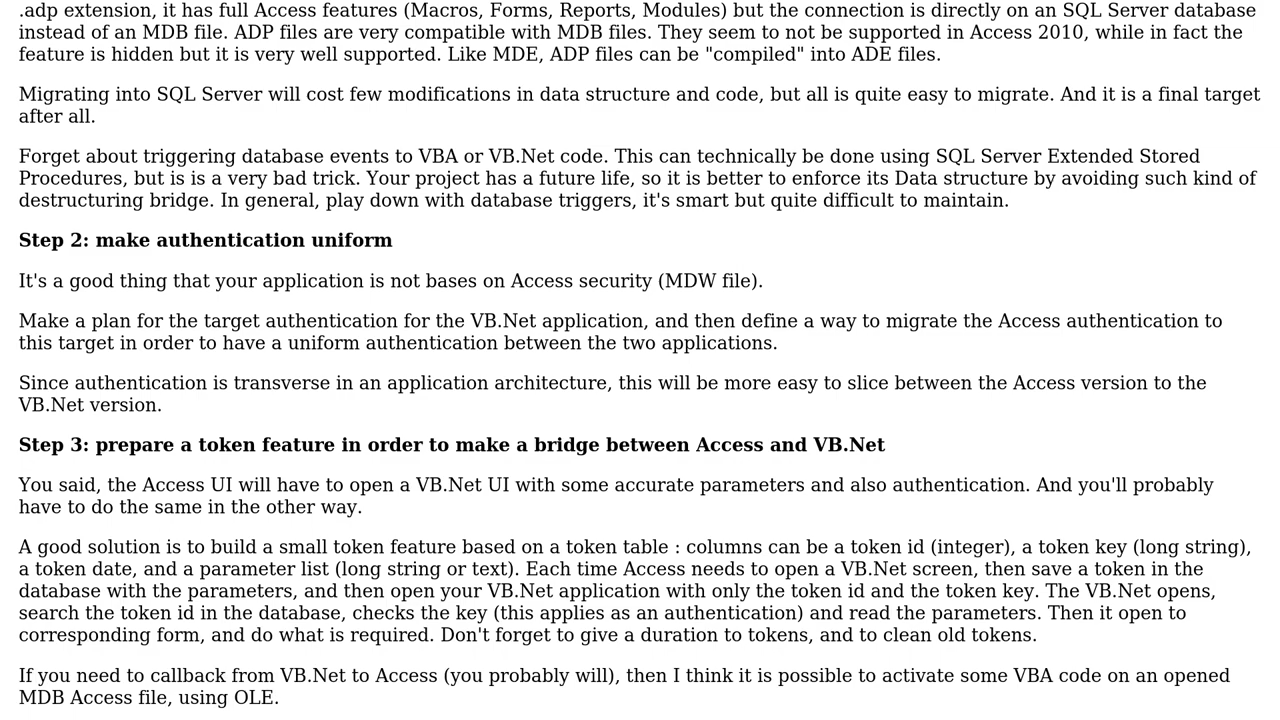 .adp extension, it has full Access features (Macros, Forms, Reports, Modules) but the connection is directly on an SQL Server database
instead of an MDB file. ADP files are very compatible with MDB files. They seem to not be supported in Access 2010, while in fact the
feature is hidden but it is very well supported. Like MDE, ADP files can be "compiled" into ADE files.
Migrating into SQL Server will cost few modifications in data structure and code, but all is quite easy to migrate. And it is a final target
after all.
Forget about triggering database events to VBA or VB.Net code. This can technically be done using SQL Server Extended Stored
Procedures, but is is a very bad trick. Your project has a future life, so it is better to enforce its Data structure by avoiding such kind of
destructuring bridge. In general, play down with database triggers, it's smart but quite difficult to maintain.
Step 2: make authentication uniform
It's a good thing that your application is not bases on Access security (MDW file).
Make a plan for the target authentication for the VB.Net application, and then define a way to migrate the Access authentication to
this target in order to have a uniform authentication between the two applications.
Since authentication is transverse in an application architecture, this will be more easy to slice between the Access version to the
VB.Net version.
Step 3: prepare a token feature in order to make a bridge between Access and VB.Net
You said, the Access UI will have to open a VB.Net UI with some accurate parameters and also authentication. And you'll probably
have to do the same in the other way.
A good solution is to build a small token feature based on a token table : columns can be a token id (integer), a token key (long string),
a token date, and a parameter list (long string or text). Each time Access needs to open a VB.Net screen, then save a token in the
database with the parameters, and then open your VB.Net application with only the token id and the token key. The VB.Net opens,
search the token id in the database, checks the key (this applies as an authentication) and read the parameters. Then it open to
corresponding form, and do what is required. Don't forget to give a duration to tokens, and to clean old tokens.
If you need to callback from VB.Net to Access (you probably will), then I think it is possible to activate some VBA code on an opened
MDB Access file, using OLE.